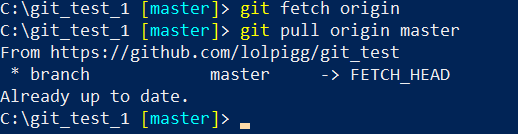 C:\git_test_1 [master]> git fetch origin
C:\git_test_1 [master]> git pull origin master
From https://github.com/lolpigg/git_test
 * branch            master     -> FETCH_HEAD
Already up to date.
C:\git_test_1 [master]>